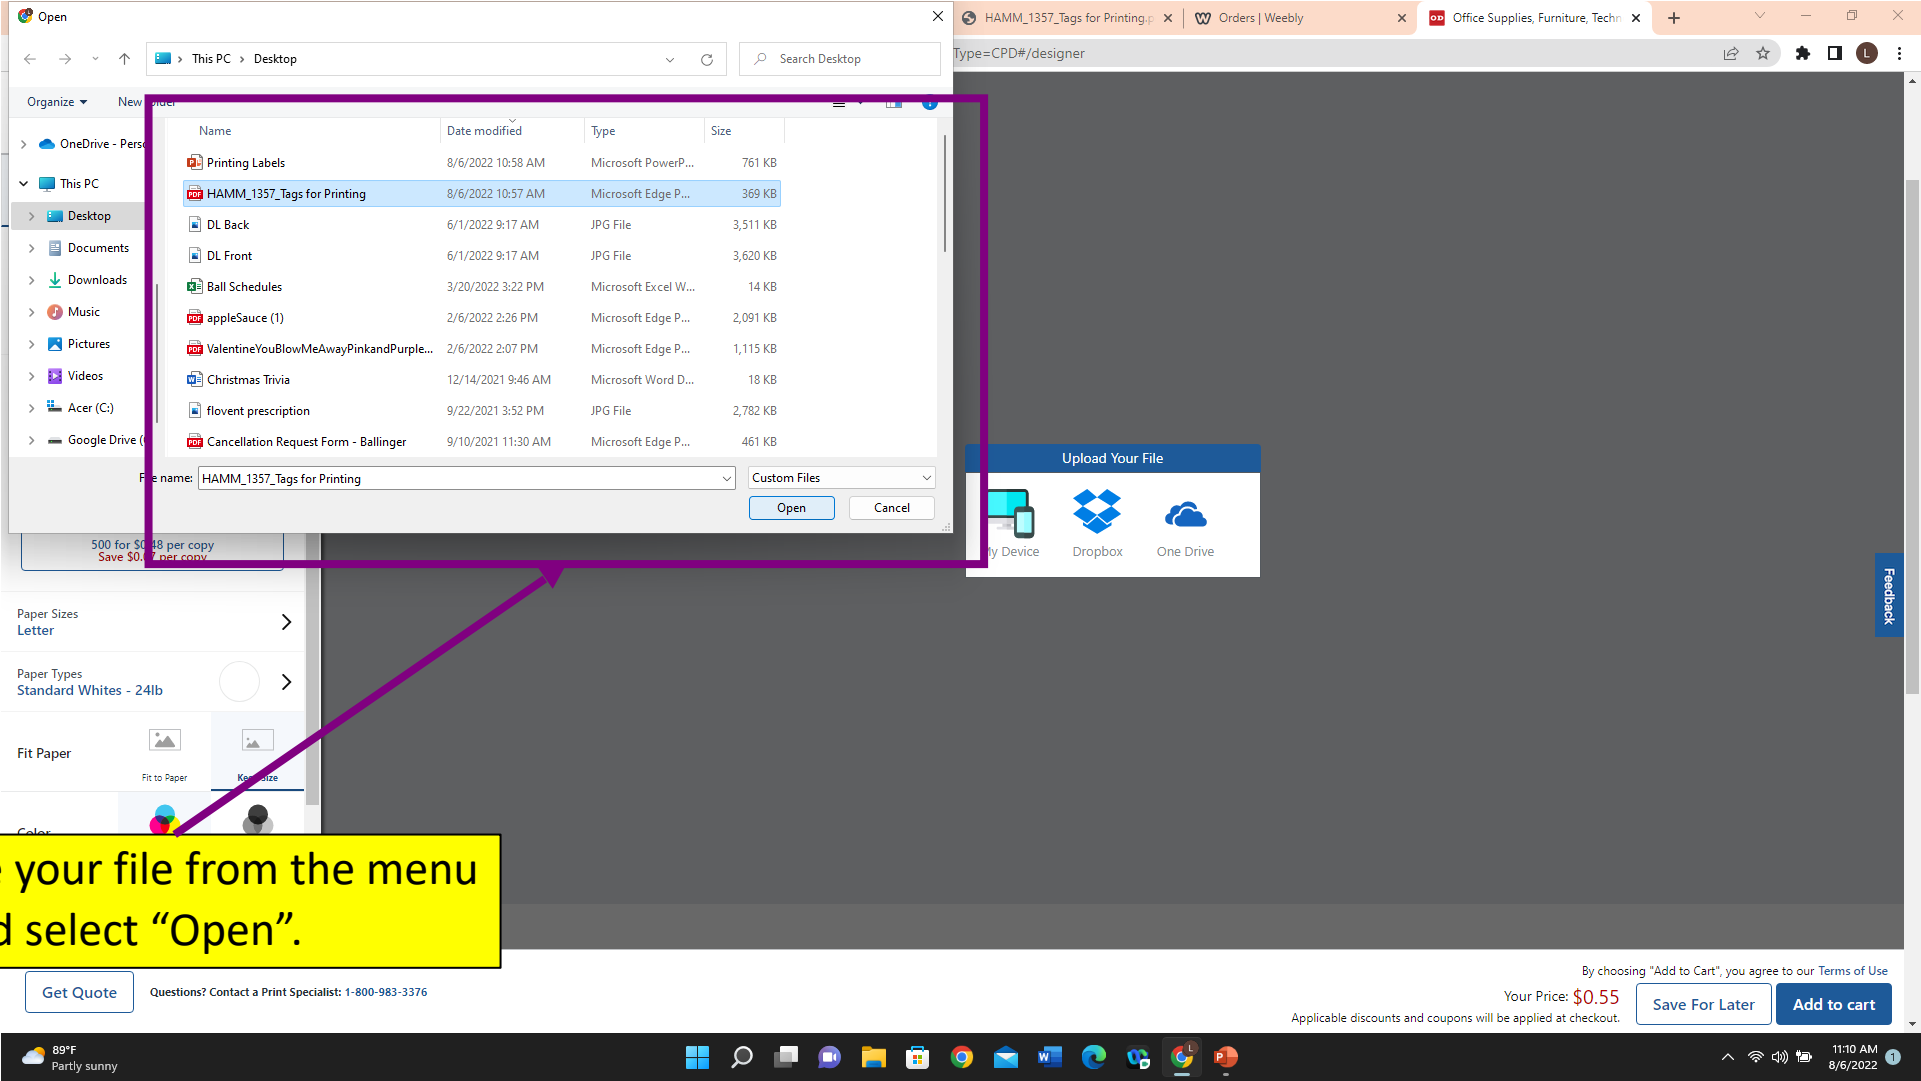 Open
HAMM_1357_Tags for Printing.p
Orders | Weebly
Office Supplies, Furniture, Techn
This PC > Desktop
Search Desktop
Type=CPD#/designer
L
Organize
New
Name
Date modified
Type
Size
OneDrive - Pers
This PC
Desktop
Documents
Downloads
Music
Pictures
Videos
Acer (C:)
Google Drive (
Printing Labels 8/6/2022 10:58 AM Microsoft PowerP... 761 KB
HAMM_1357_Tags for Printing 8/6/2022 10:57 AM Microsoft Edge P... 369 KB
DL Back 6/1/2022 9:17 AM JPG File 3,511 KB
DL Front 6/1/2022 9:17 AM JPG File 3,620 KB
Ball Schedules 3/20/2022 3:22 PM Microsoft Excel W... 14 KB
appleSauce (1) 2/6/2022 2:26 PM Microsoft Edge P... 2,091 KB
ValentineYouBlowMeAwayPinkandPurple... 2/6/2022 2:07 PM Microsoft Edge P... 1,115 KB
Christmas Trivia 12/14/2021 9:46 AM Microsoft Word D... 18 KB
flovent prescription 9/22/2021 3:52 PM JPG File 2,782 KB
Cancellation Request Form - Ballinger 9/10/2021 11:30 AM Microsoft Edge P... 461 KB
name: HAMM_1357_Tags for Printing
Custom Files
Open
Cancel
Upload Your File
Device
Dropbox
One Drive
Feedback
500 for per copy
Save per copy
Paper Sizes
Letter
Paper Types
Standard Whites - 24lb
Fit Paper
Fit to Paper
your file from the menu
select “Open”.
Get Quote
Questions? Contact a Print Specialist: 1-800-983-3376
By choosing "Add to Cart", you agree to our Terms of Use
Your Price: $0.55
Applicable discounts and coupons will be applied at checkout.
Save For Later
Add to cart
89°F
Partly sunny
11:10 AM
8/6/2022
1